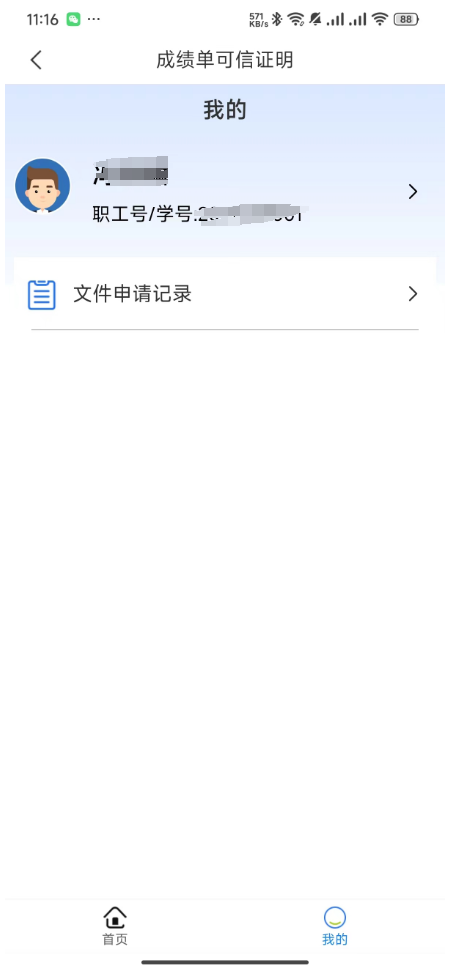 11:16
571
KB/s
88
成绩单可信证明
我的
职工号/学号:
文件申请记录
首页
我的